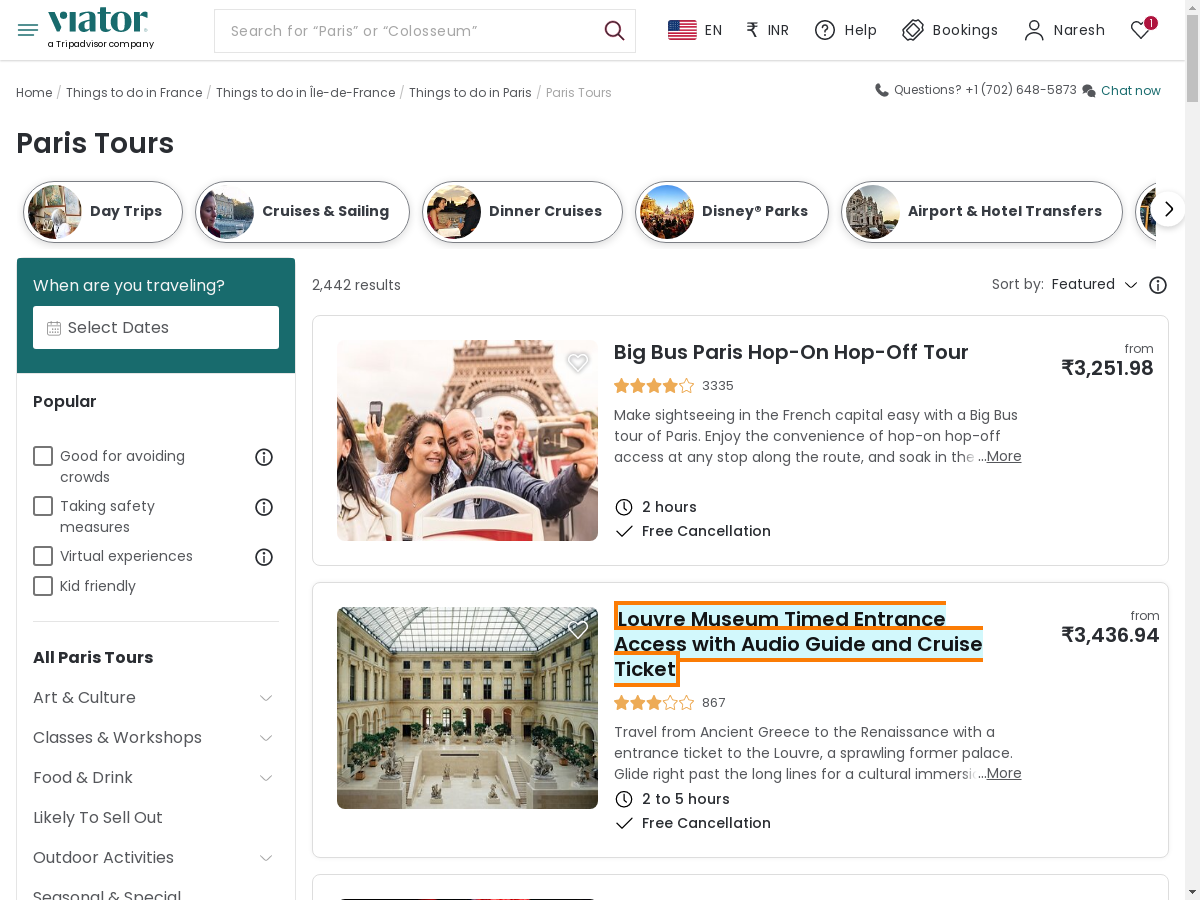 viator
a Tripadvisor company
Search for “Paris” or “Colosseum”
EN
₹ INR
Help
Bookings
Naresh
1
Home / Things to do in France / Things to do in Île-de-France / Things to do in Paris / Paris Tours
Questions? +1 (702) 648-5873 Chat now
Paris Tours
Day Trips
Cruises & Sailing
Dinner Cruises
Disney® Parks
Airport & Hotel Transfers
When are you traveling?
Select Dates
Popular
Good for avoiding
crowds
Taking safety
measures
Virtual experiences
Kid friendly
All Paris Tours
Art & Culture
Classes & Workshops
Food & Drink
Likely To Sell Out
Outdoor Activities
Seasonal & Special
2,442 results
Sort by: Featured
Big Bus Paris Hop-On Hop-Off Tour
3335
Make sightseeing in the French capital easy with a Big Bus
tour of Paris. Enjoy the convenience of hop-on hop-off
access at any stop along the route, and soak in the ...More
2 hours
Free Cancellation
from
₹3,251.98
Louvre Museum Timed Entrance
Access with Audio Guide and Cruise
Ticket
867
Travel from Ancient Greece to the Renaissance with a
entrance ticket to the Louvre, a sprawling former palace.
Glide right past the long lines for a cultural immersi...More
2 to 5 hours
Free Cancellation
from
₹3,436.94